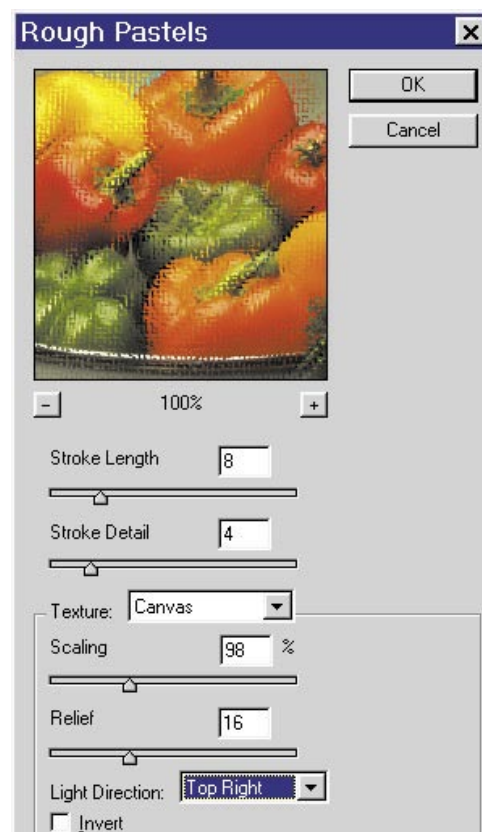 Rough Pastels
OK
Cancel
- 100% +
Stroke Length 8
Stroke Detail 4
Texture: Canvas
Scaling 98 %
Relief 16
Light Direction: Top Right
Invert